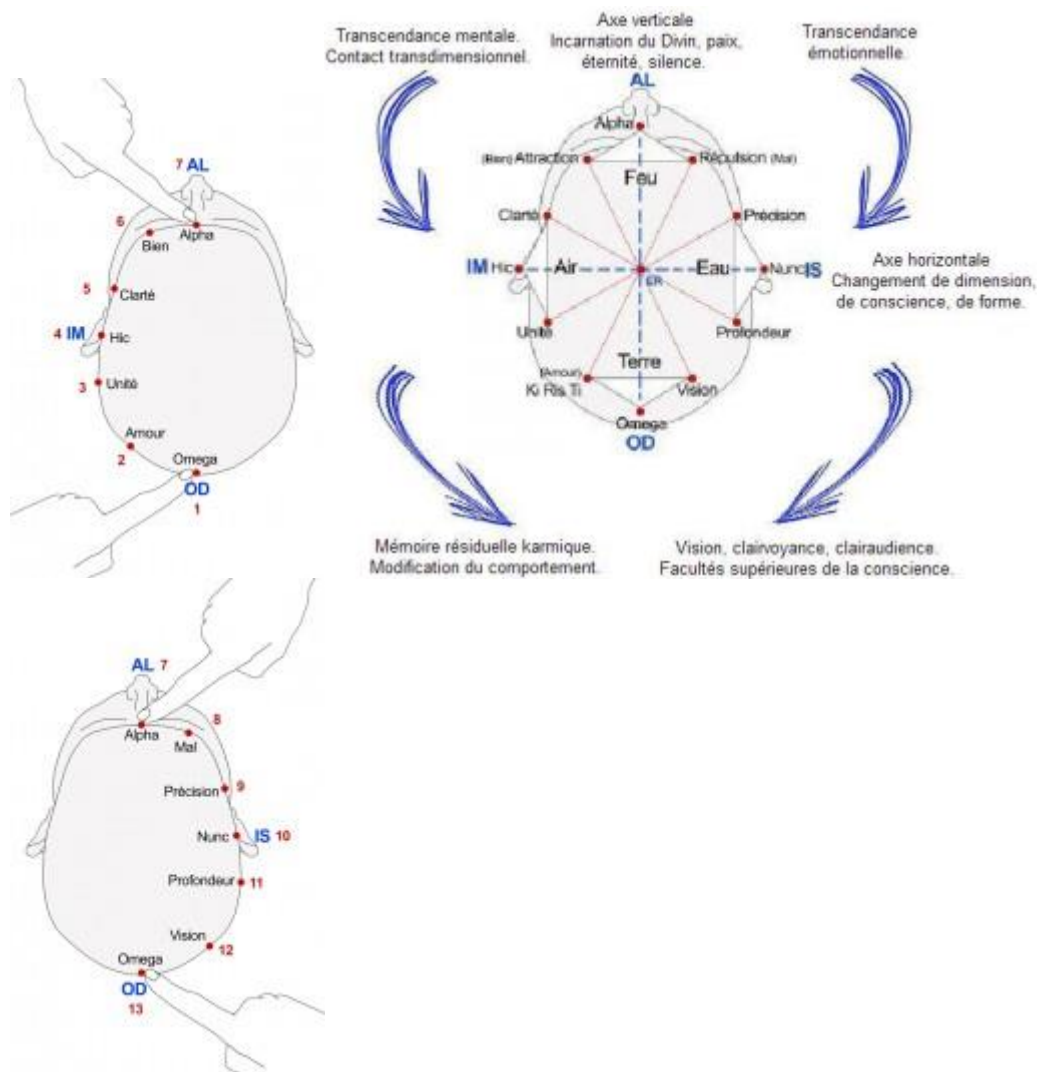 Transcendance mentale.
Contact transdimensionnel.
Axe verticale
Incarnation du Divin, paix,
éternité, silence.
Transcendance
émotionnelle.
AL
Alpha
(Bien) Attraction
Répulsion (Mal)
Feu
Clarté
Précision
IM Hic
Air
ER
Eau
Nunc IS
Unité
Profondeur
Terre
(Amour)
Ki Ris Ti
Vision
Omega
OD
Axe horizontale
Changement de dimension,
de conscience, de forme.
Mémoire résiduelle karmique.
Modification du comportement.
Vision, clairvoyance, clairaudience.
Facultés supérieures de la conscience.
7 AL
6
Bien
Alpha
5
Clarté
4 IM
Hic
3
Unité
Amour
2
Omega
OD
1
AL 7
8
Alpha
Mal
Précision
9
Nunc
IS 10
Profondeur
11
Vision
12
Omega
OD
13